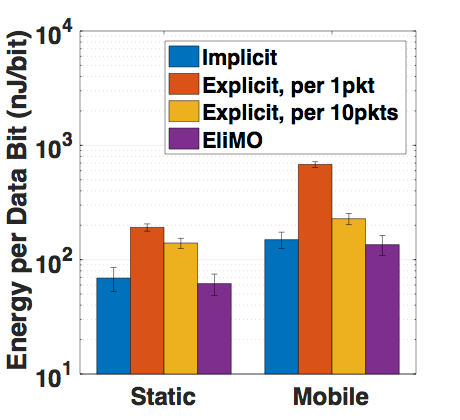 Energy per Data Bit (nJ/bit)
10^4
10^3
10^2
10^1
Implicit
Explicit, per 1pkt
Explicit, per 10pkts
EliMO
Static
Mobile